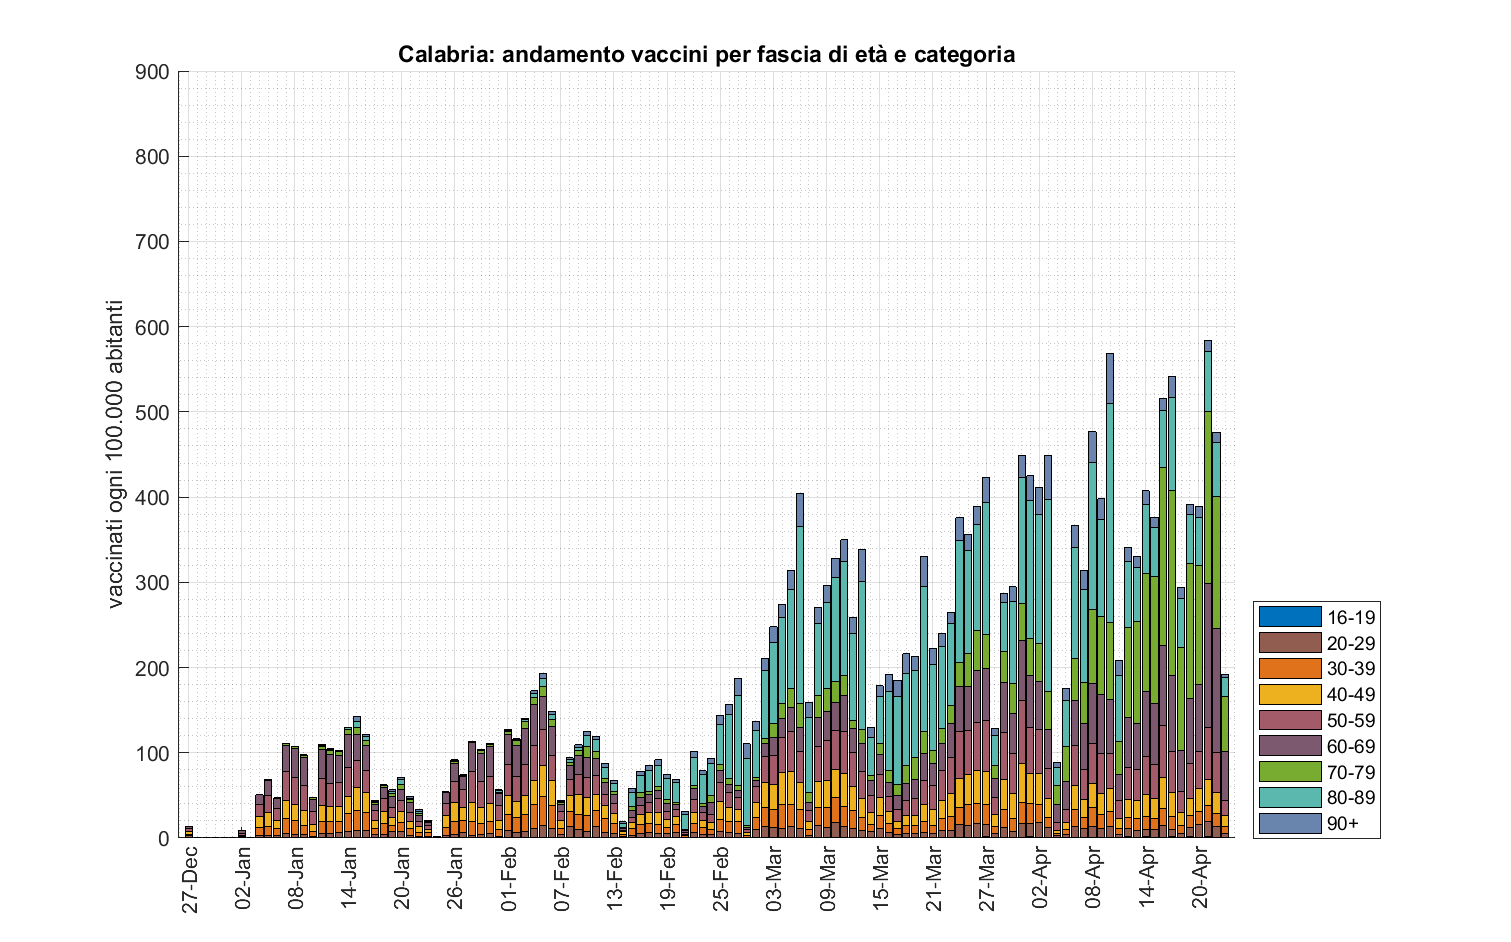 Calabria: andamento vaccini per fascia di età e categoria
vaccinati ogni 100.000 abitanti
900
800
700
600
500
400
300
200
100
0
27-Dec
02-Jan
08-Jan
14-Jan
20-Jan
26-Jan
01-Feb
07-Feb
13-Feb
19-Feb
25-Feb
03-Mar
09-Mar
15-Mar
21-Mar
27-Mar
02-Apr
08-Apr
14-Apr
20-Apr
16-19
20-29
30-39
40-49
50-59
60-69
70-79
80-89
90+